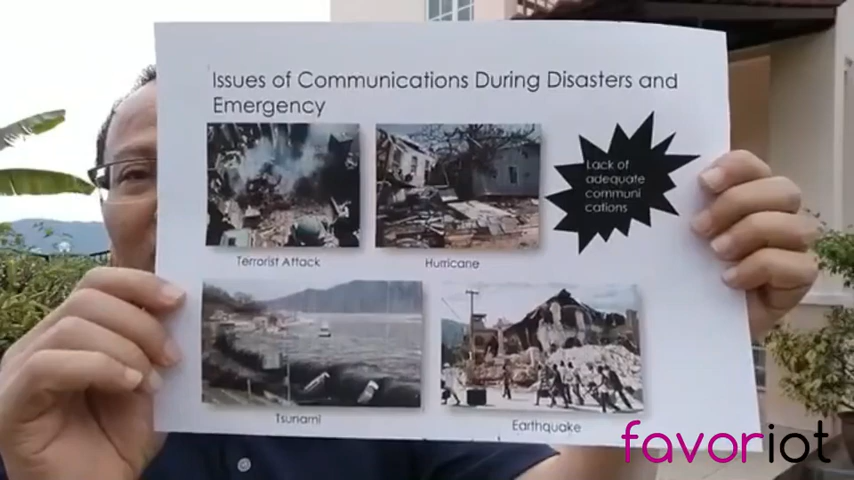 Issues of Communications During Disasters and
Emergency
Lack of
adequate
communi
cations
Terrorist Attack
Hurricane
Tsunami
Earthquake
favoriot